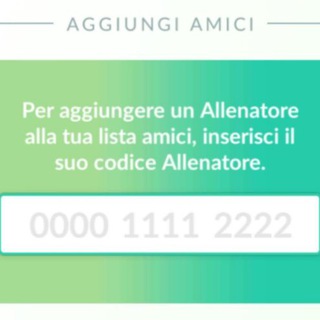 AGGIUNGI AMICI
Per aggiungere un Allenatore
alla tua lista amici, inserisci il
suo codice Allenatore.
0000 1111 2222